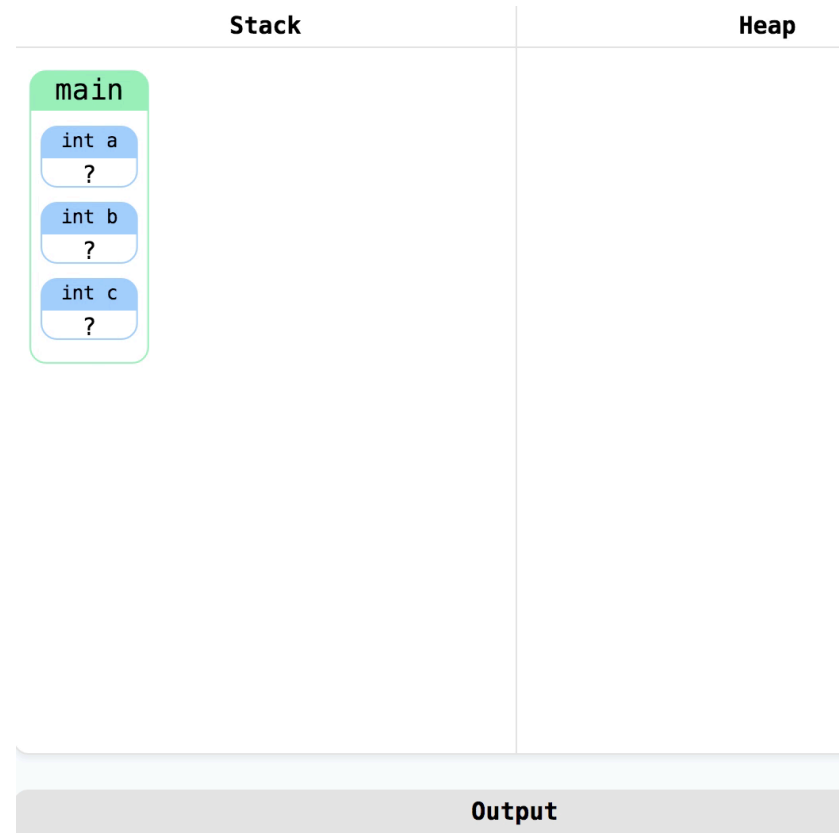 Stack Heap
main
int a
?
int b
?
int c
?
Output